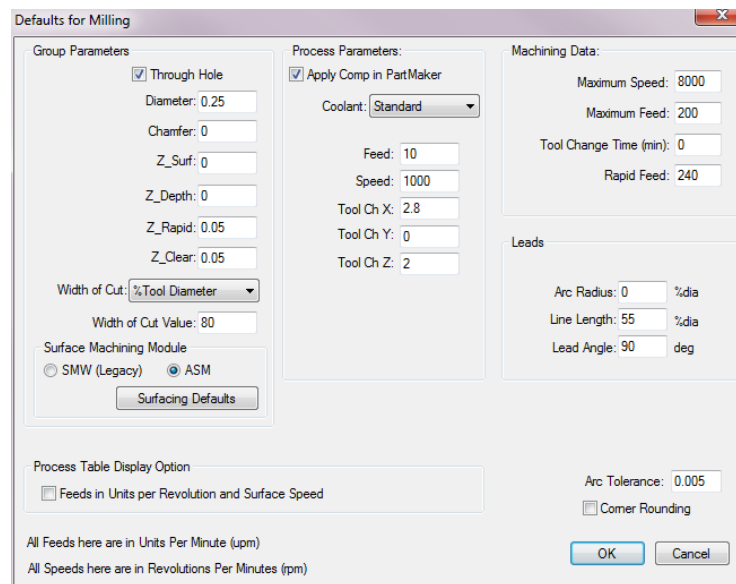 Defaults for Milling
Group Parameters
Through Hole
Diameter: 0.25
Chamfer: 0
Z_Surf: 0
Z_Depth: 0
Z_Rapid: 0.05
Z_Clear: 0.05
Width of Cut: %Tool Diameter
Width of Cut Value: 80
Surface Machining Module
SMW (Legacy) ASM
Surfacing Defaults
Process Parameters:
Apply Comp in PartMaker
Coolant: Standard
Feed: 10
Speed: 1000
Tool Ch X: 2.8
Tool Ch Y: 0
Tool Ch Z: 2
Machining Data:
Maximum Speed: 8000
Maximum Feed: 200
Tool Change Time (min): 0
Rapid Feed: 240
Leads
Arc Radius: 0 %dia
Line Length: 55 %dia
Lead Angle: 90 deg
Process Table Display Option
Feeds in Units per Revolution and Surface Speed
Arc Tolerance: 0.005
Corner Rounding
All Feeds here are in Units Per Minute (upm)
All Speeds here are in Revolutions Per Minutes (rpm)
OK Cancel